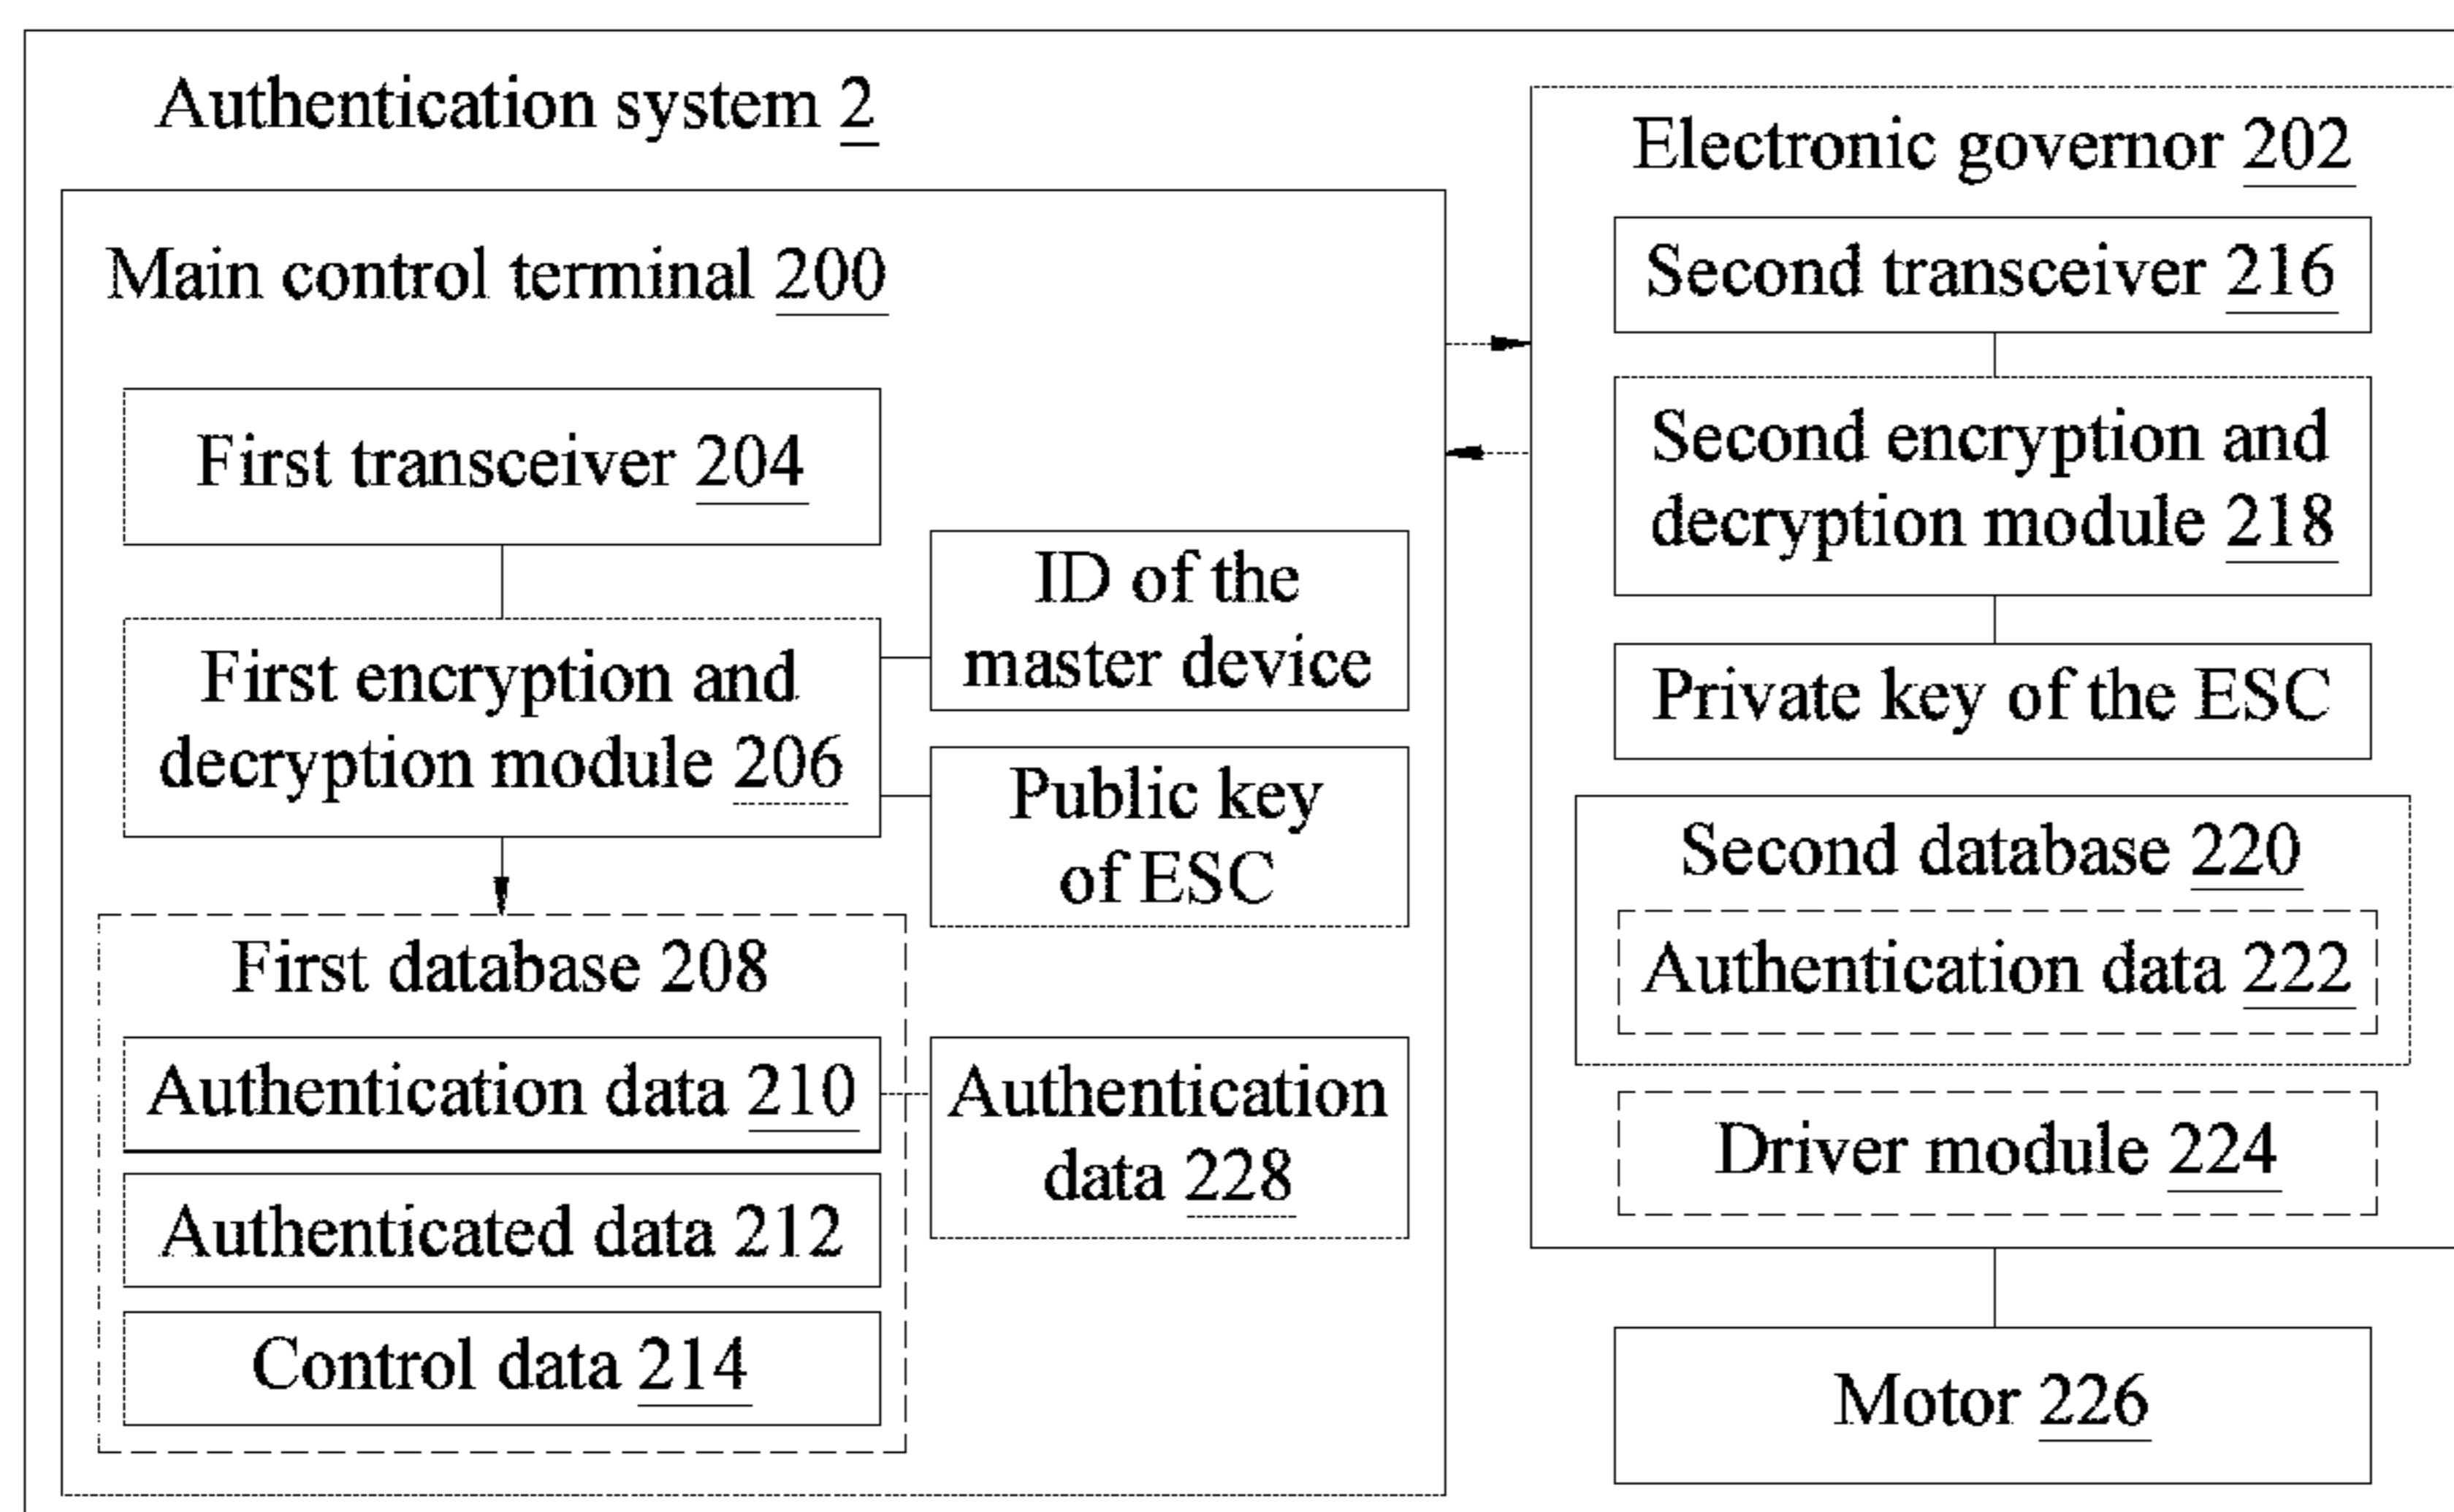 Authentication system 2
Main control terminal 200
First transceiver 204
First encryption and
decryption module 206
ID of the
master device
Public key
of ESC
First database 208
Authentication data 210
Authenticated data 212
Control data 214
Authentication
data 228
Electronic governor 202
Second transceiver 216
Second encryption and
decryption module 218
Private key of the ESC
Second database 220
Authentication data 222
Driver module 224
Motor 226